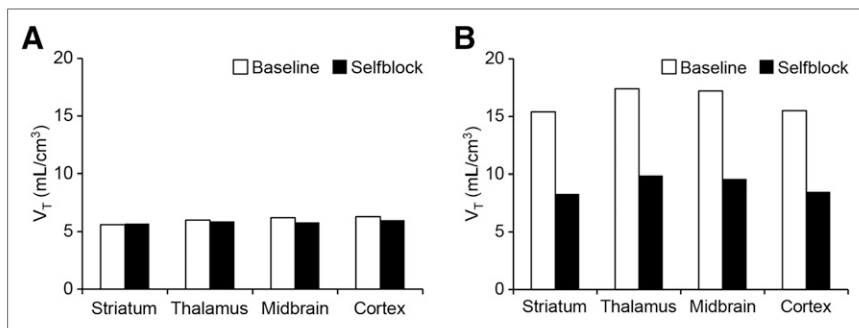 A
Baseline Selfblock
V_T (mL/cm³)
20
15
10
5
0
Striatum Thalamus Midbrain Cortex
B
Baseline Selfblock
V_T (mL/cm³)
20
15
10
5
0
Striatum Thalamus Midbrain Cortex